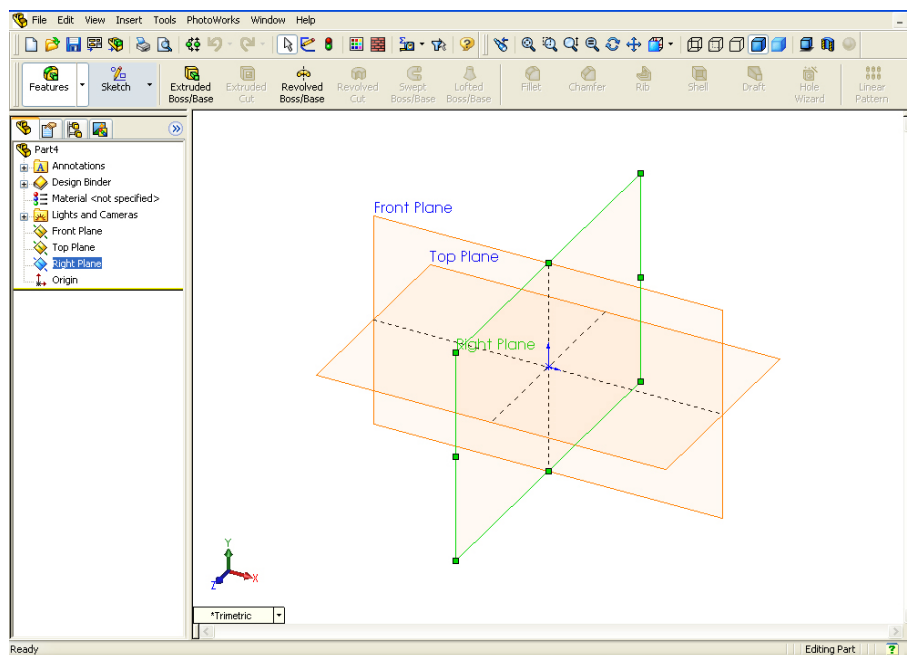 File Edit View Insert Tools PhotoWorks Window Help
Features Sketch Extruded Boss/Base Extruded Cut Revolved Boss/Base Revolved Cut Swept Boss/Base Lofted Boss/Base Fillet Chamfer Rib Shell Draft Hole Wizard Linear Pattern
Part4
Annotations
Design Binder
Material <not specified>
Lights and Cameras
Front Plane
Top Plane
Right Plane
Origin
Front Plane
Top Plane
Right Plane
Y
X
Z
*Trimetric
Ready Editing Part